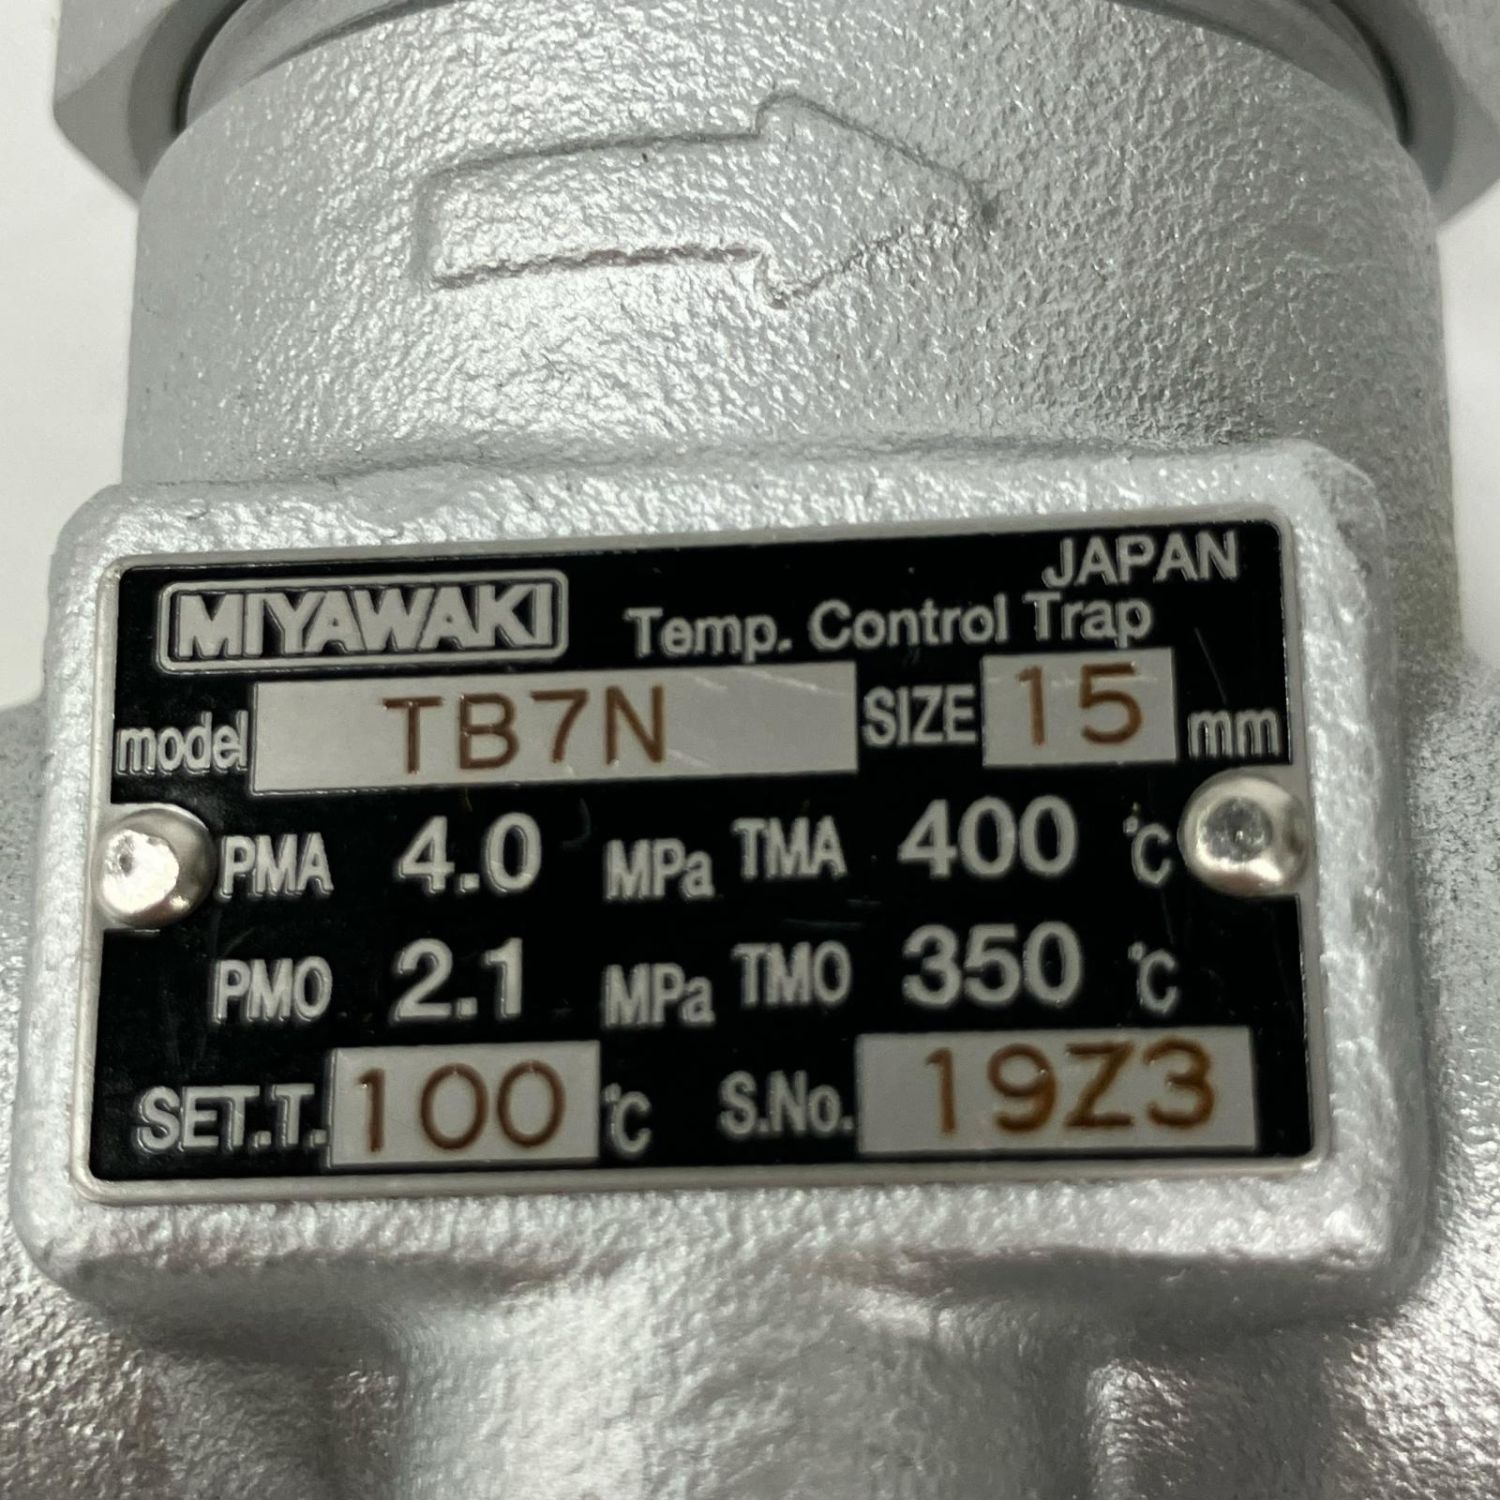 JAPAN
MIYAWAKI Temp. Control Trap
model TB7N SIZE 15 mm
PMA 4.0 MPa TMA 400 °C
PMO 2.1 MPa TMO 350 °C
SET.T. 100 °C S.No. 19Z3